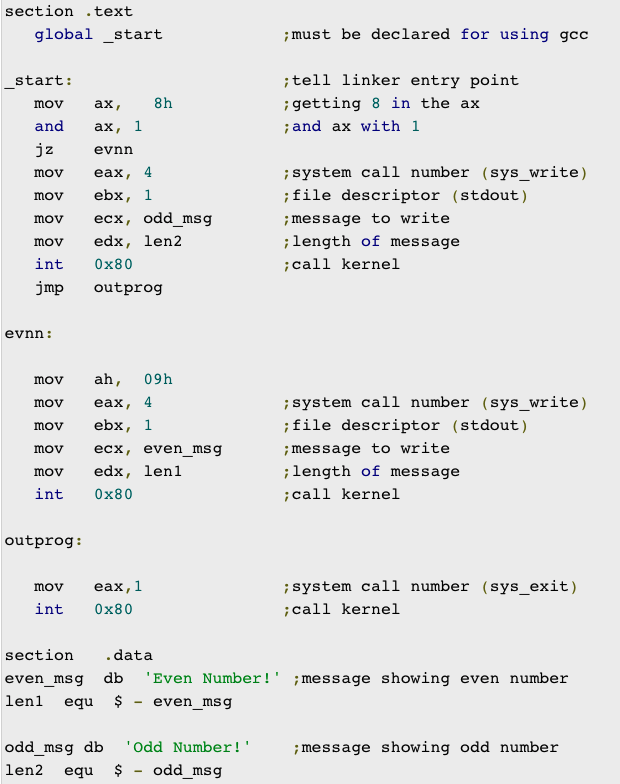 section .text
   global _start            ;must be declared for using gcc

_start:                     ;tell linker entry point
   mov   ax,   8h           ;getting 8 in the ax
   and   ax, 1              ;and ax with 1
   jz    evnn
   mov   eax, 4             ;system call number (sys_write)
   mov   ebx, 1             ;file descriptor (stdout)
   mov   ecx, odd_msg       ;message to write
   mov   edx, len2          ;length of message
   int   0x80               ;call kernel
   jmp   outprog

evnn:

   mov   ah,  09h
   mov   eax, 4             ;system call number (sys_write)
   mov   ebx, 1             ;file descriptor (stdout)
   mov   ecx, even_msg      ;message to write
   mov   edx, len1          ;length of message
   int   0x80               ;call kernel

outprog:

   mov   eax,1              ;system call number (sys_exit)
   int   0x80               ;call kernel

section   .data
even_msg  db  'Even Number!' ;message showing even number
len1  equ  $ - even_msg

odd_msg db  'Odd Number!'    ;message showing odd number
len2  equ  $ - odd_msg